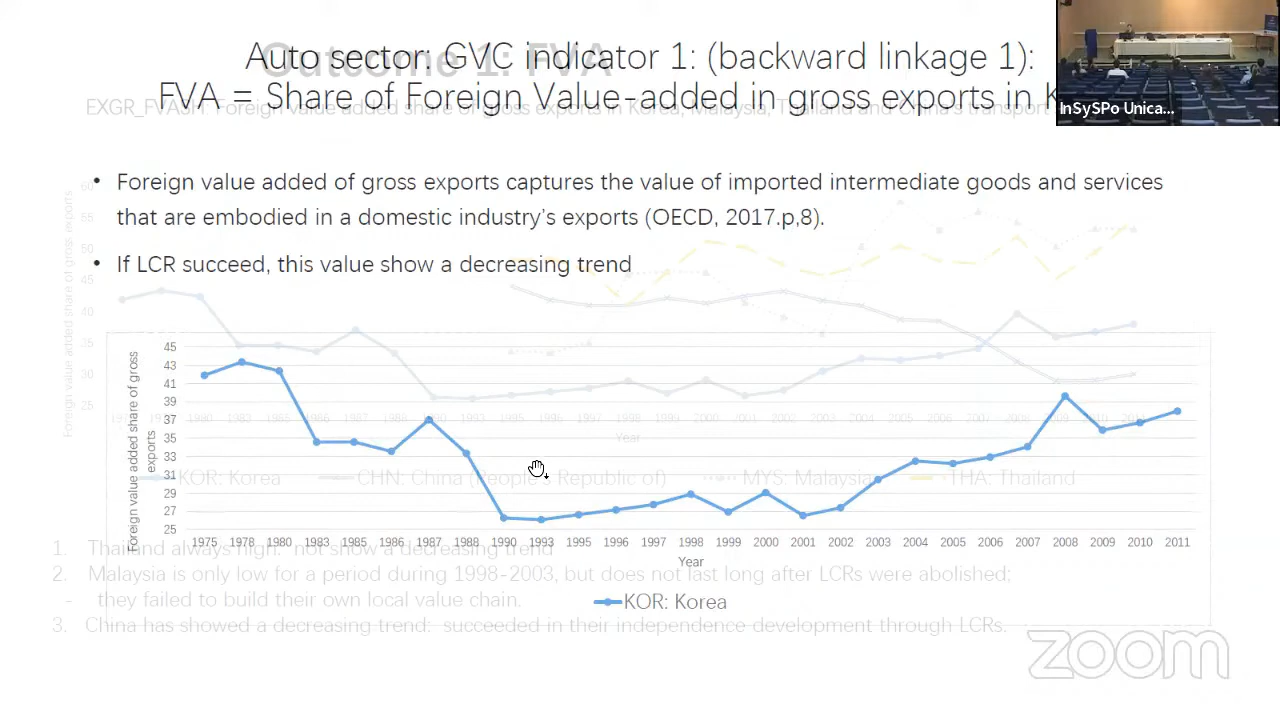 Auto sector: GVC indicator 1: (backward linkage 1):
Outcome 1: FVA
FVA = Share of Foreign Value-added in gross exports in K
EXGR_FVASH: Foreign value added share of gross exports in Korea, Malaysia, Thailand and China's transport
InSySPo Unica...
• Foreign value added of gross exports captures the value of imported intermediate goods and services
that are embodied in a domestic industry's exports (OECD, 2017.p,8).
• If LCR succeed, this value show a decreasing trend
Foreign value added share of gross exports
60
55
50
45
40
35
30
25
Year
KOR: Korea
CHN: China (People's Republic of)
MYS: Malaysia
THA: Thailand
Foreign value added share of gross
exports
45
43
41
39
37
35
33
31
29
27
25
1975 1978 1980 1983 1985 1986 1987 1988 1990 1993 1995 1996 1997 1998 1999 2000 2001 2002 2003 2004 2005 2006 2007 2008 2009 2010 2011
Year
KOR: Korea
1. Thailand always high: not show a decreasing trend
2. Malaysia is only low for a period during 1998-2003, but does not last long after LCRs were abolished;
- they failed to build their own local value chain.
3. China has showed a decreasing trend: succeeded in their independence development through LCRs.
zoom